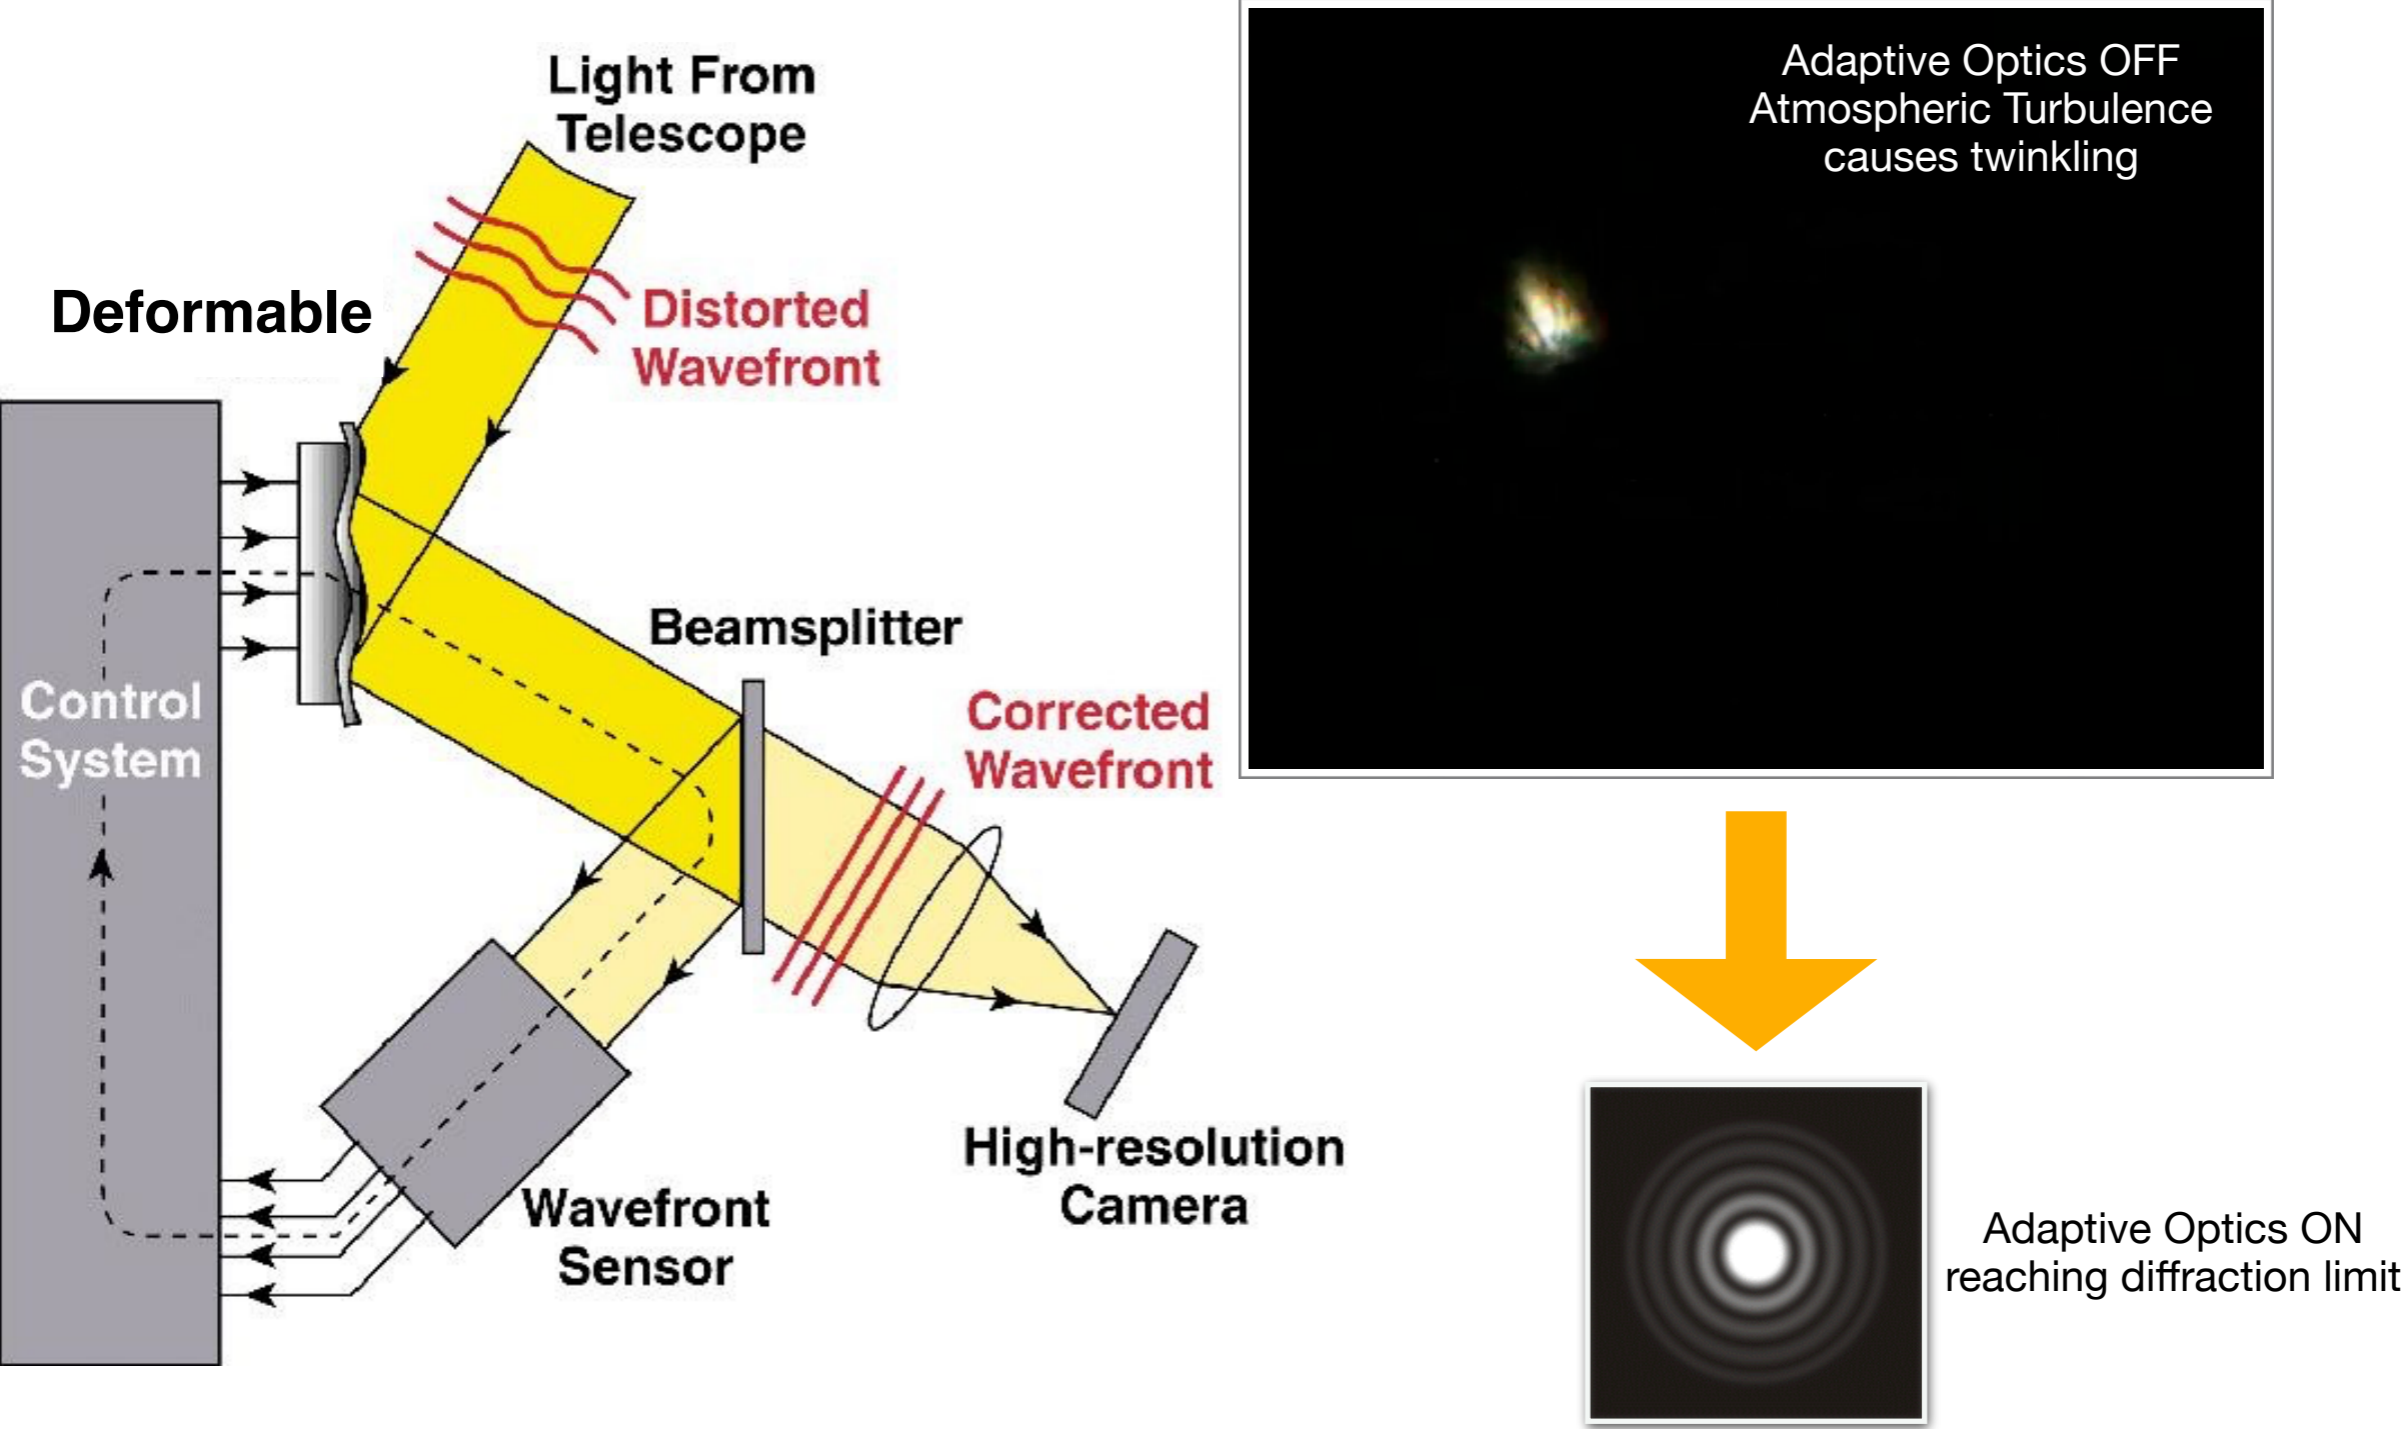 Light From
Telescope
Deformable
Distorted
Wavefront
Beamsplitter
Control
System
Corrected
Wavefront
High-resolution
Camera
Wavefront
Sensor
Adaptive Optics OFF
Atmospheric Turbulence
causes twinkling
Adaptive Optics ON
reaching diffraction limit